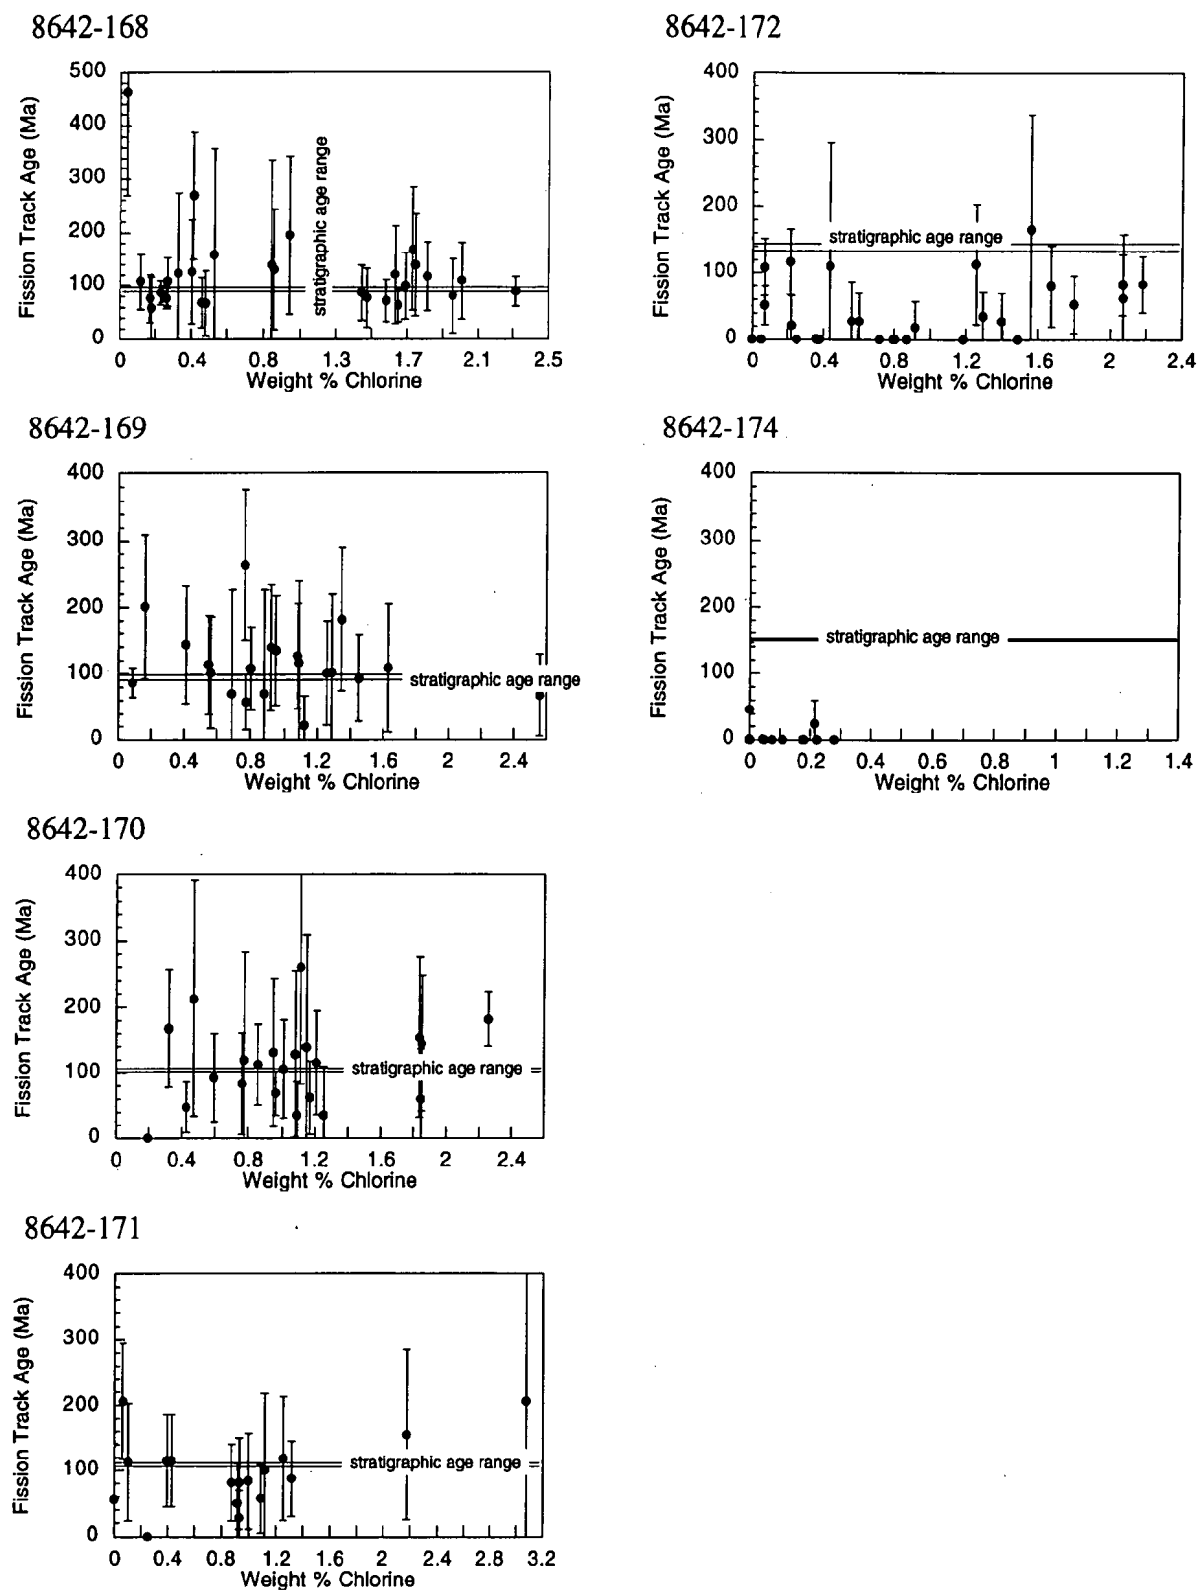 8642-168
500
400
300
200
100
0
Fission Track Age (Ma)
stratigraphic age range
0 0.4 0.8 1.3 1.7 2.1 2.5
Weight % Chlorine
8642-169
400
300
200
100
0
Fission Track Age (Ma)
stratigraphic age range
0 0.4 0.8 1.2 1.6 2 2.4
Weight % Chlorine
8642-170
400
300
200
100
0
Fission Track Age (Ma)
stratigraphic age range
0 0.4 0.8 1.2 1.6 2 2.4
Weight % Chlorine
8642-171
400
300
200
100
0
Fission Track Age (Ma)
stratigraphic age range
0 0.4 0.8 1.2 1.6 2 2.4 2.8 3.2
Weight % Chlorine
8642-172
400
300
200
100
0
Fission Track Age (Ma)
stratigraphic age range
0 0.4 0.8 1.2 1.6 2 2.4
Weight % Chlorine
8642-174
400
300
200
100
0
Fission Track Age (Ma)
stratigraphic age range
0 0.2 0.4 0.6 0.8 1 1.2 1.4
Weight % Chlorine